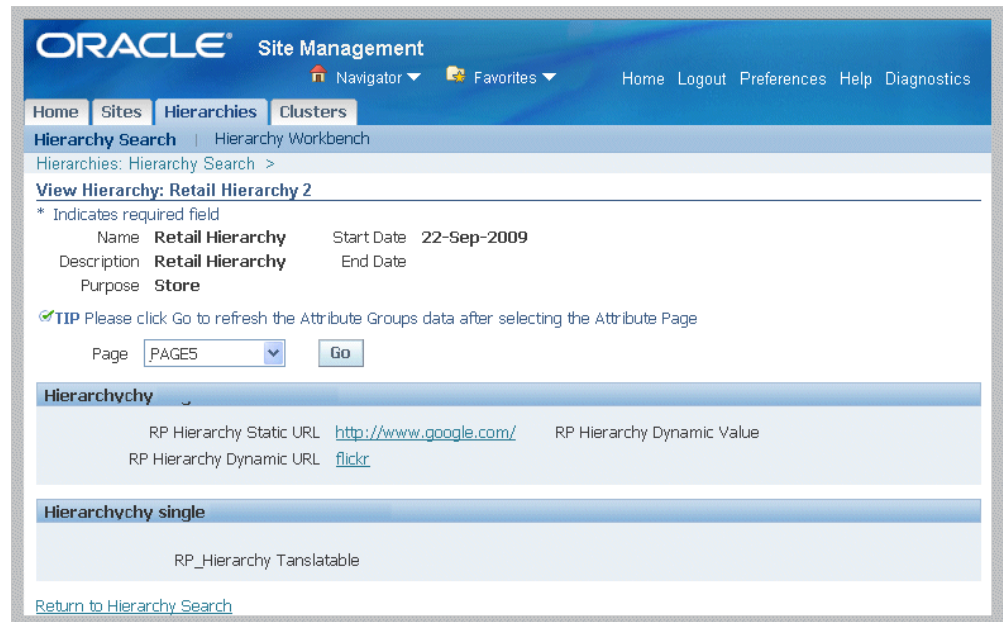 ORACLE® Site Management
Navigator Favorites Home Logout Preferences Help Diagnostics
Home Sites Hierarchies Clusters
Hierarchy Search | Hierarchy Workbench
Hierarchies: Hierarchy Search >
View Hierarchy: Retail Hierarchy 2
* Indicates required field
Name Retail Hierarchy Start Date 22-Sep-2009
Description Retail Hierarchy End Date
Purpose Store
TIP Please click Go to refresh the Attribute Groups data after selecting the Attribute Page
Page PAGE5 Go
Hierarchychy
RP Hierarchy Static URL http://www.google.com/ RP Hierarchy Dynamic Value
RP Hierarchy Dynamic URL flickr
Hierarchychy single
RP_Hierarchy Tanslatable
Return to Hierarchy Search